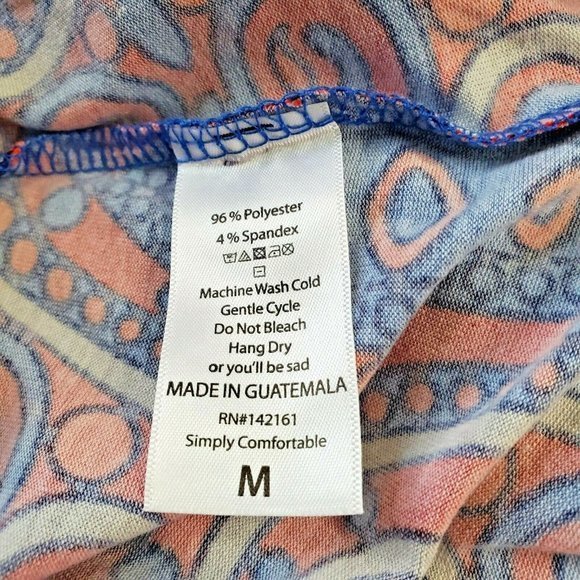 96 % Polyester
4 % Spandex
Machine Wash Cold
Gentle Cycle
Do Not Bleach
Hang Dry
or you'll be sad
MADE IN GUATEMALA
RN#142161
Simply Comfortable
M